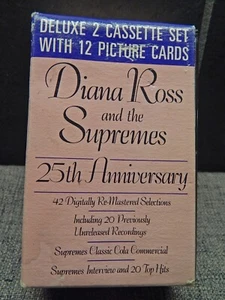 DELUXE 2 CASSETTE SET
WITH 12 PICTURE CARDS
Diana Ross
and the
Supremes
25th Anniversary
42 Digitally Re-Mastered Selections
Including 20 Previously
Unreleased Recordings
Supremes Classic Cola Commercial
Supremes Interview and 20 Top Hits